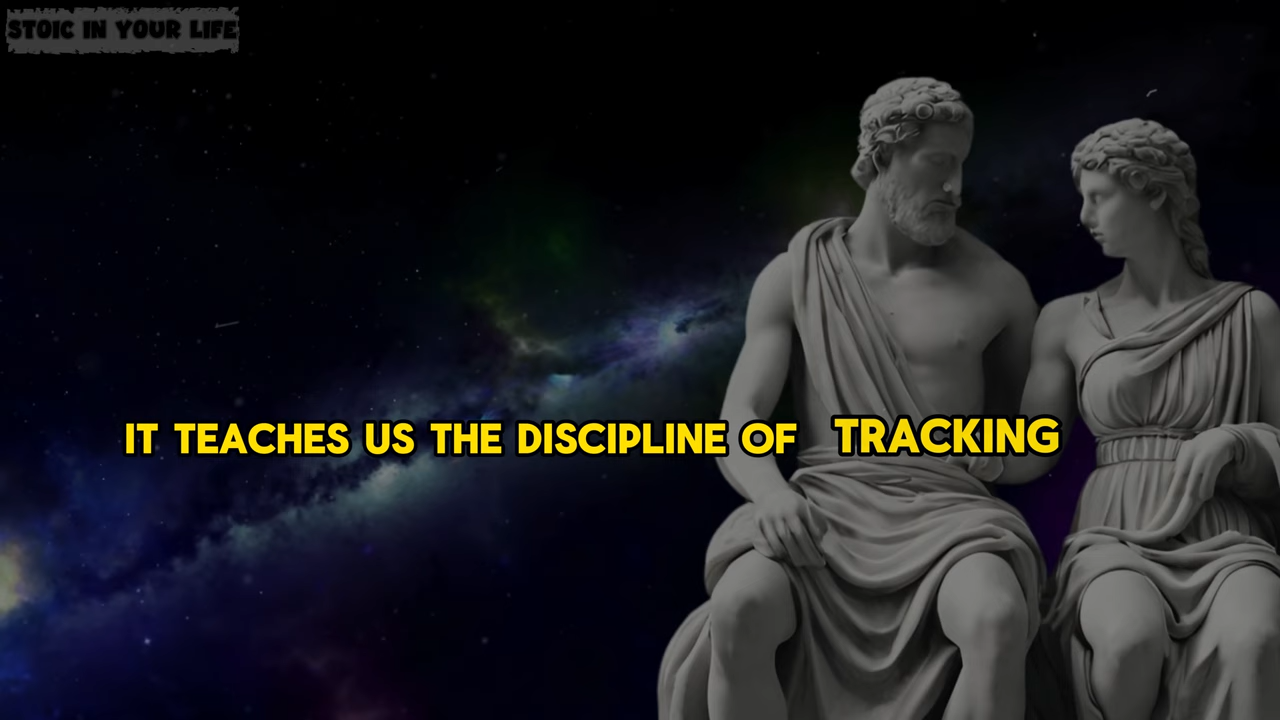 STOIC IN YOUR LIFE
IT TEACHES US THE DISCIPLINE OF TRACKING